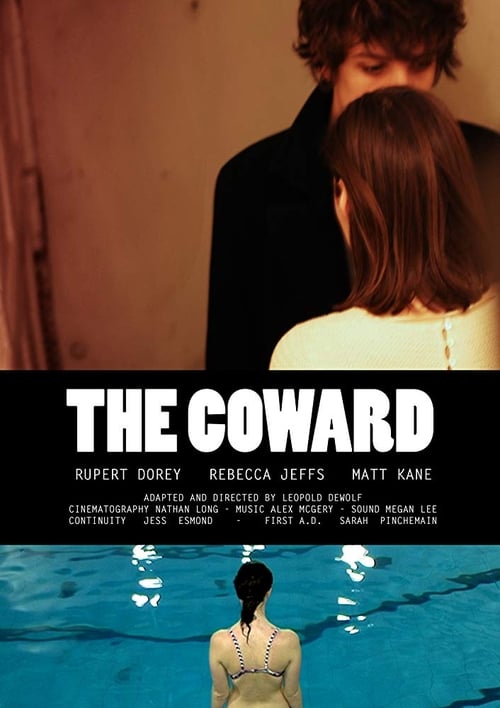 THE COWARD
RUPERT DOREY REBECCA JEFFS MATT KANE
ADAPTED AND DIRECTED BY LEOPOLD DEWOLF
CINEMATOGRAPHY NATHAN LONG - MUSIC ALEX MCGERY - SOUND MEGAN LEE
CONTINUITY JESS ESMOND - FIRST A.D. SARAH PINCHEMAIN